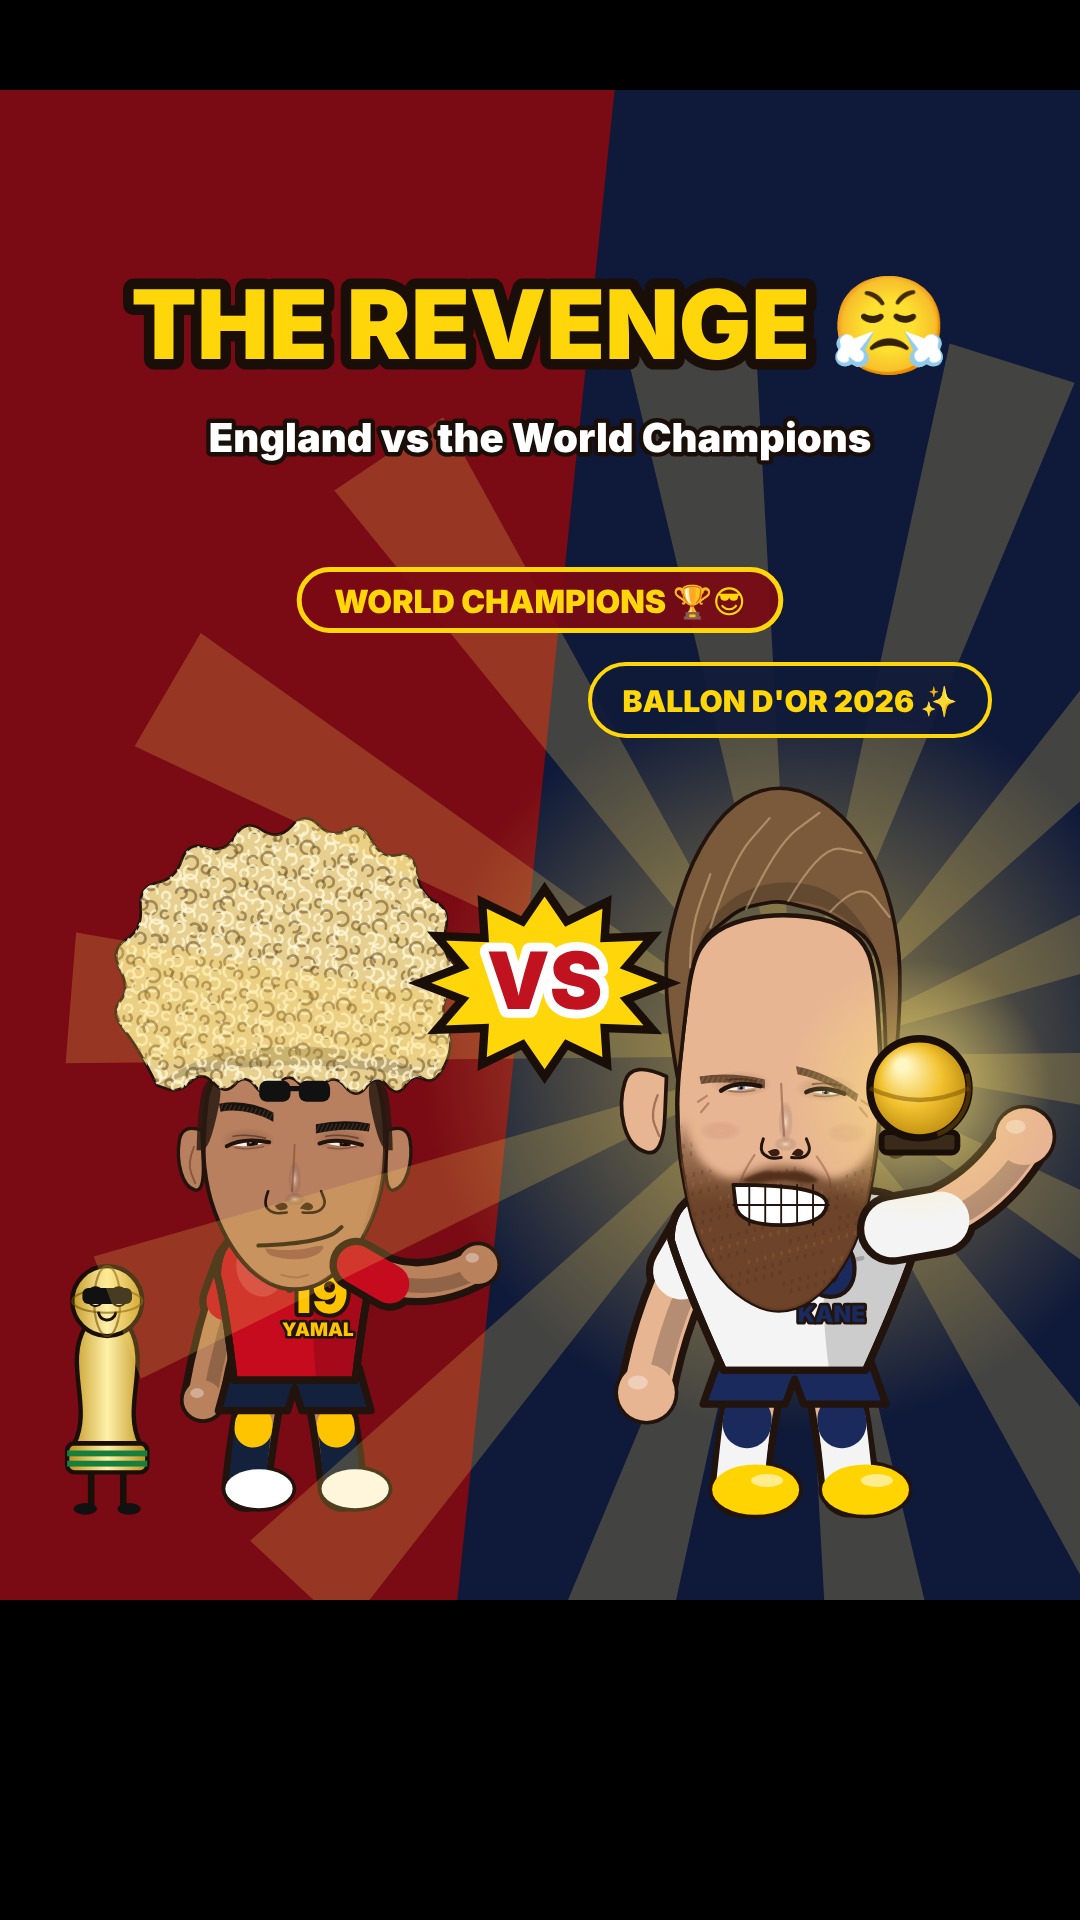 THE REVENGE 😤
England vs the World Champions
WORLD CHAMPIONS 🏆😎
BALLON D'OR 2026 ✨
VS
19
YAMAL
KANE